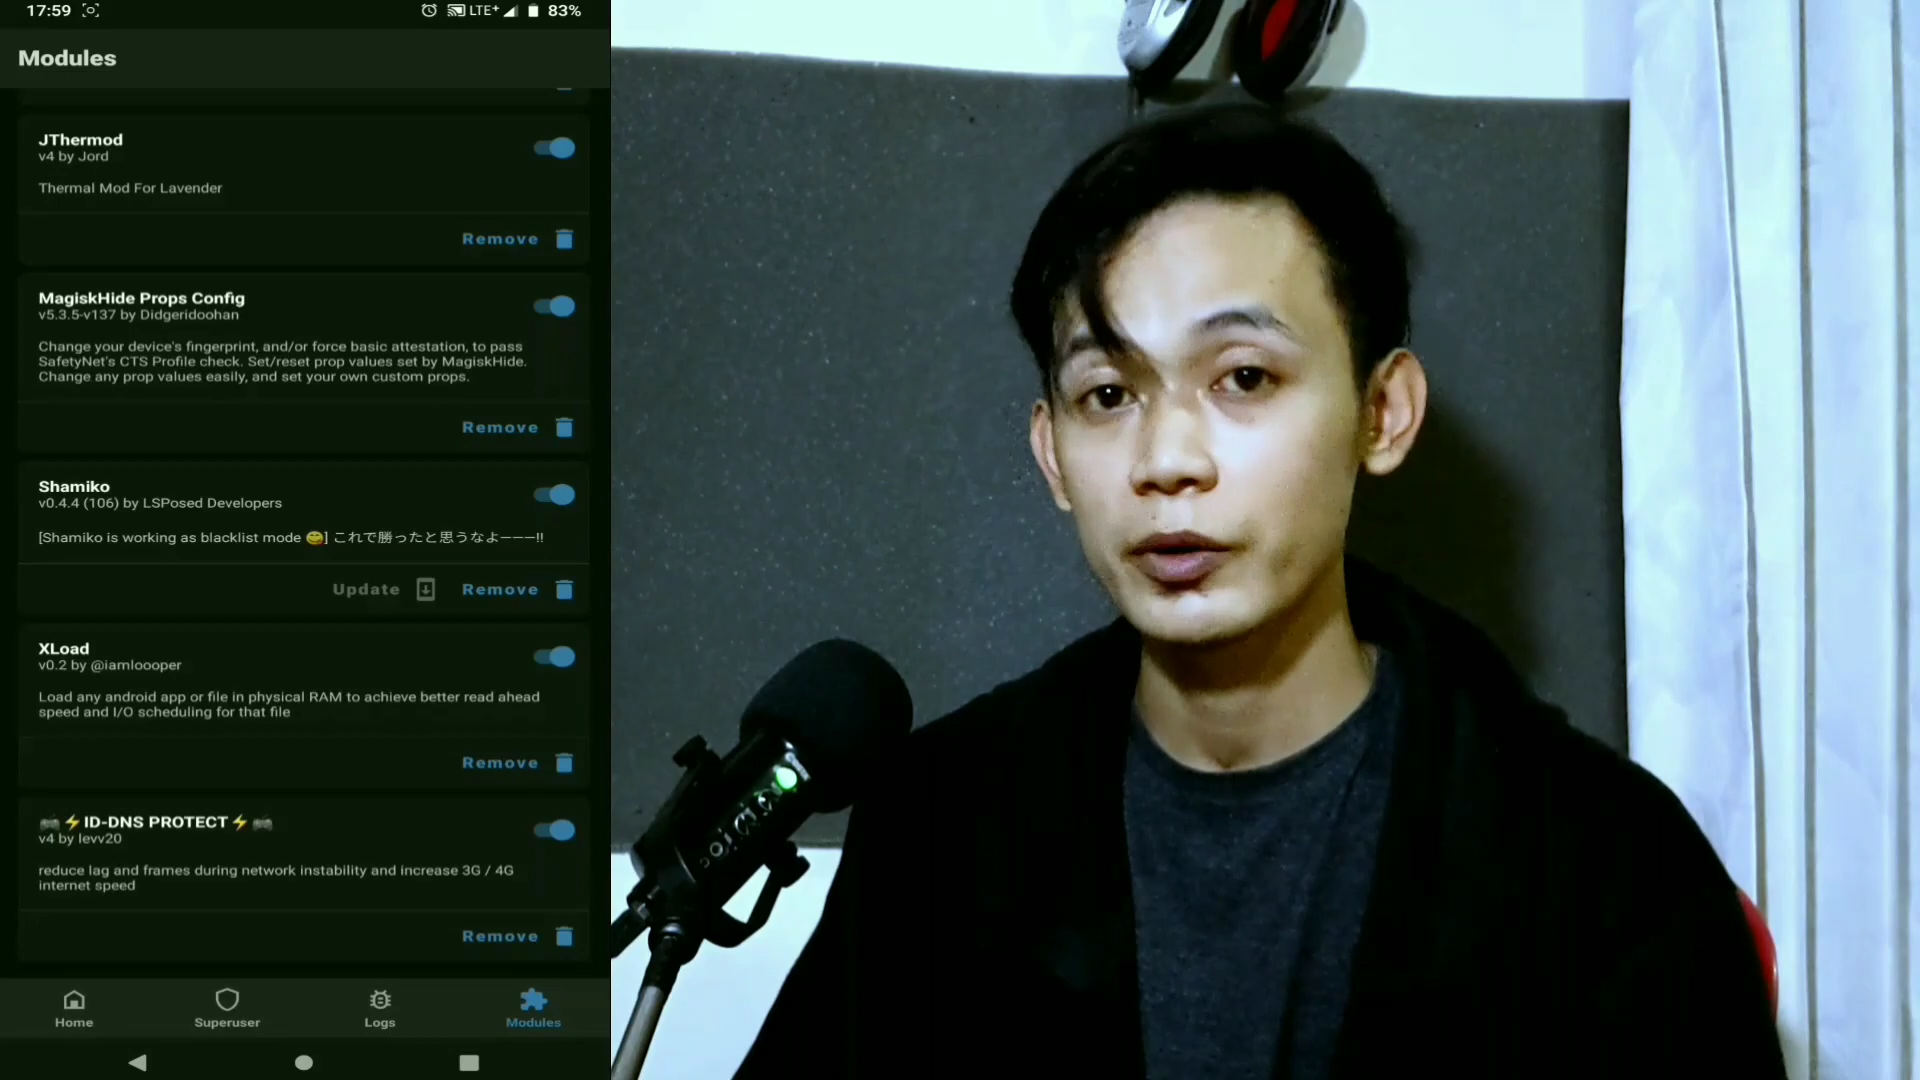 17:59
LTE+
83%
Modules
JThermod
v4 by Jord
Thermal Mod For Lavender
Remove
MagiskHide Props Config
v5.3.5-v137 by Didgeridoohan
Change your device's fingerprint, and/or force basic attestation, to pass
SafetyNet's CTS Profile check. Set/reset prop values set by MagiskHide.
Change any prop values easily, and set your own custom props.
Remove
Shamiko
v0.4.4 (106) by LSPosed Developers
[Shamiko is working as blacklist mode 😋] これで勝ったと思うなよーーー!!
Update
Remove
XLoad
v0.2 by @iamloooper
Load any android app or file in physical RAM to achieve better read ahead
speed and I/O scheduling for that file
Remove
🎮⚡ID-DNS PROTECT⚡🎮
v4 by levv20
reduce lag and frames during network instability and increase 3G / 4G
internet speed
Remove
Home
Superuser
Logs
Modules